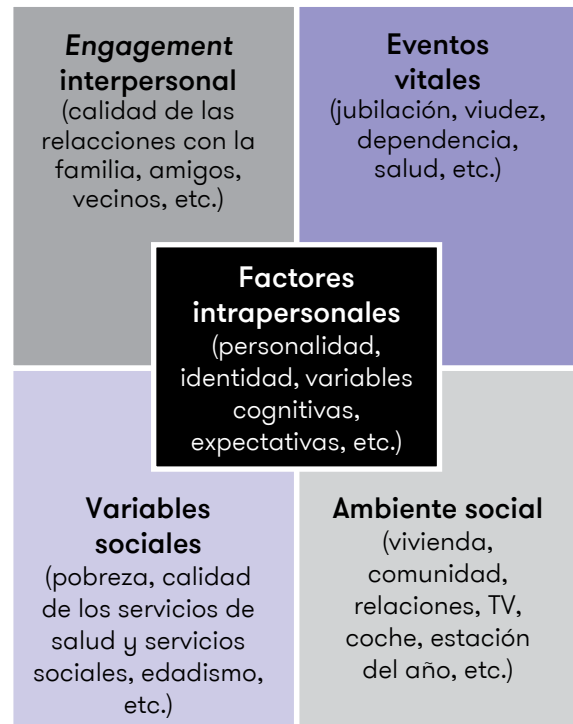 Engagement
interpersonal
(calidad de las
relacciones con la
familia, amigos,
vecinos, etc.)
Eventos
vitales
(jubilación, viudez,
dependencia,
salud, etc.)
Factores
intrapersonales
(personalidad,
identidad, variables
cognitivas,
expectativas, etc.)
Variables
sociales
(pobreza, calidad
de los servicios de
salud y servicios
sociales, edadismo,
etc.)
Ambiente social
(vivienda,
comunidad,
relaciones, TV,
coche, estación
del año, etc.)